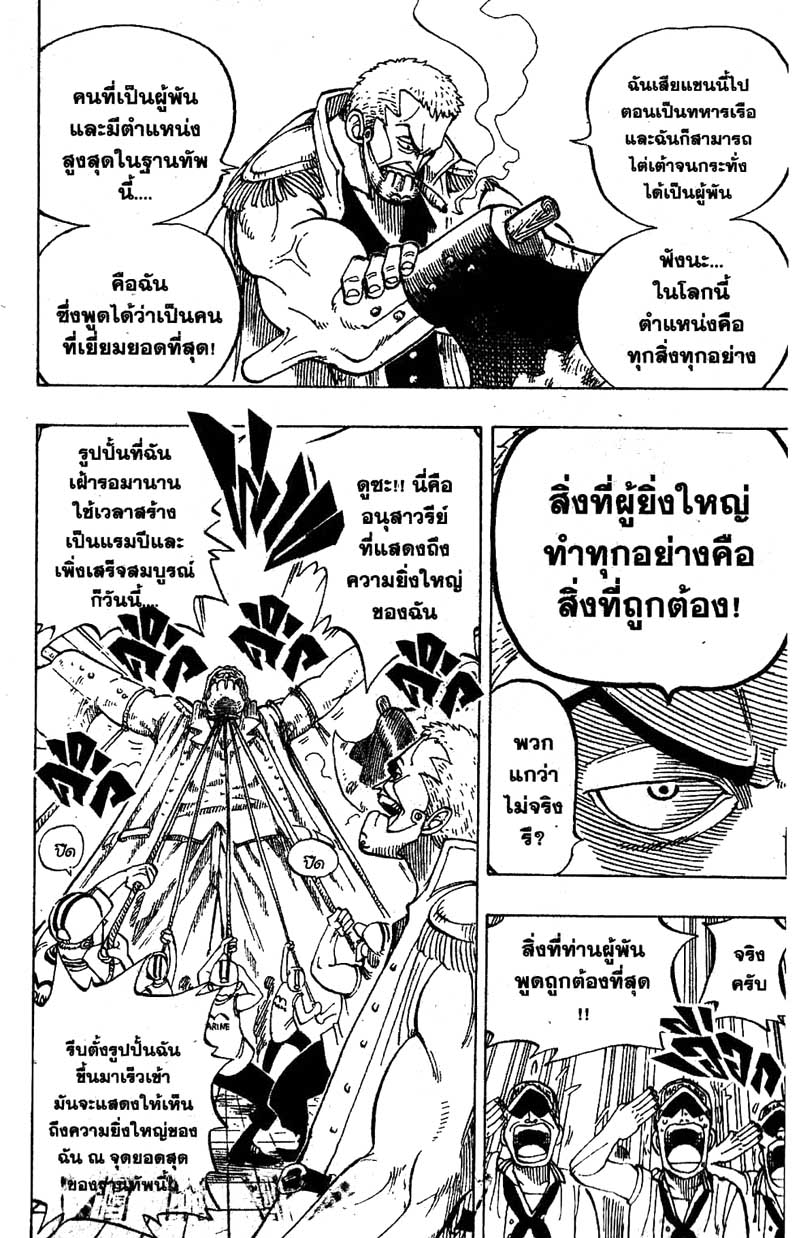 ฉันเสียแขนนี้ไป
ตอนเป็นทหารเรือ
และฉันก็สามารถ
ไต่เต้าจนกระทั่ง
ได้เป็นผู้พัน
ฟังนะ...
ในโลกนี้
ตำแหน่งคือ
ทุกสิ่งทุกอย่าง
คนที่เป็นผู้พัน
และมีตำแหน่ง
สูงสุดในฐานทัพ
นี้....
คือฉัน
ซึ่งพูดได้ว่าเป็นคน
ที่เยี่ยมยอดที่สุด!
!!
สิ่งที่ผู้ยิ่งใหญ่
ทำทุกอย่างคือ
สิ่งที่ถูกต้อง!
พวก
แกว่า
ไม่จริง
รึ?
จริง
ครับ
สิ่งที่ท่านผู้พัน
พูดถูกต้องที่สุด
!!
ดูซะ!! นี่คือ
อนุสาวรีย์
ที่แสดงถึง
ความยิ่งใหญ่
ของฉัน
รูปปั้นที่ฉัน
เฝ้ารอมานาน
ใช้เวลาสร้าง
เป็นแรมปีและ
เพิ่งเสร็จสมบูรณ์
ก็วันนี้....
ปืด
ปืด
ARINE
รีบตั้งรูปปั้นฉัน
ขึ้นมาเร็วเข้า
มันจะแสดงให้เห็น
ถึงความยิ่งใหญ่ของ
ฉัน ณ จุดยอดสุด
ของฐานทัพนี้!!